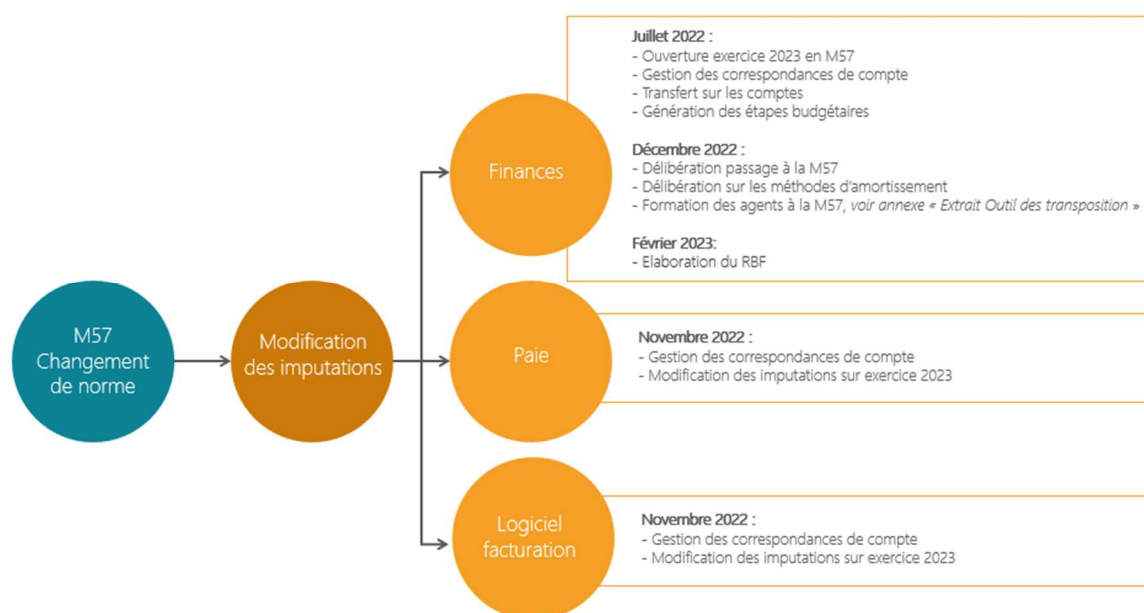 M57
Changement
de norme
Modification
des imputations
Finances
Juillet 2022 :
- Ouverture exercice 2023 en M57
- Gestion des correspondances de compte
- Transfert sur les comptes
- Génération des étapes budgétaires
Décembre 2022 :
- Délibération passage à la M57
- Délibération sur les méthodes d'amortissement
- Formation des agents à la M57, voir annexe « Extrait Outil des transposition »
Février 2023:
- Elaboration du RBF
Paie
Novembre 2022 :
- Gestion des correspondances de compte
- Modification des imputations sur exercice 2023
Logiciel
facturation
Novembre 2022 :
- Gestion des correspondances de compte
- Modification des imputations sur exercice 2023